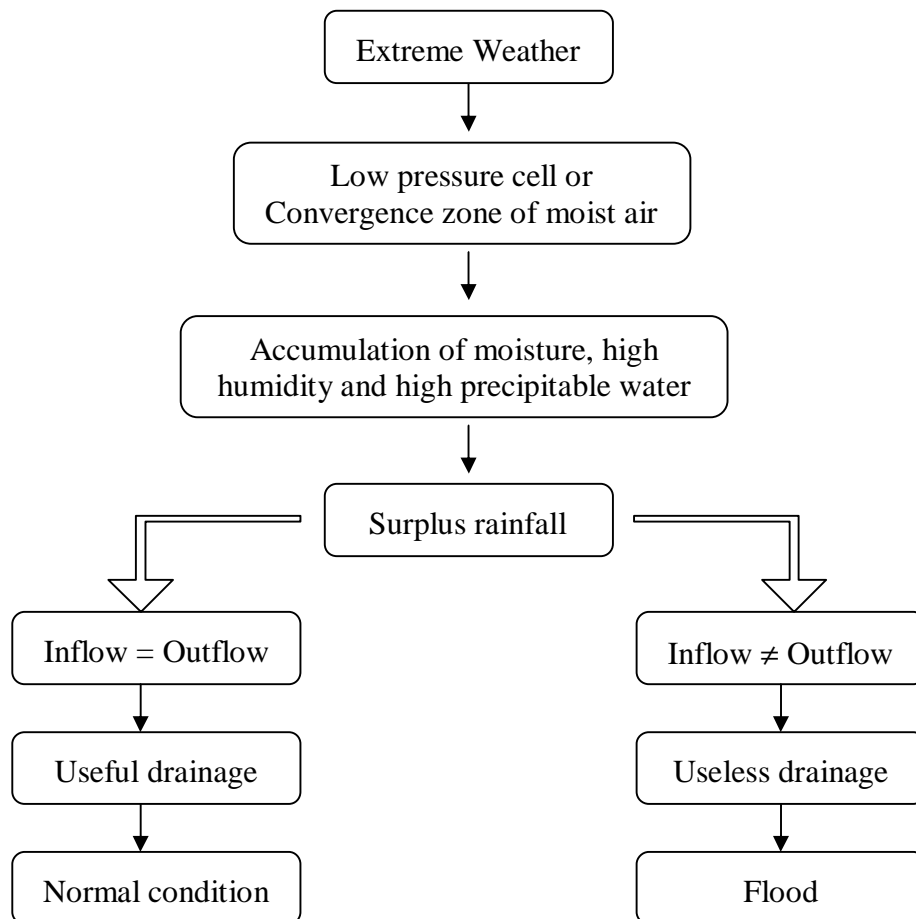 Extreme Weather
Low pressure cell or
Convergence zone of moist air
Accumulation of moisture, high
humidity and high precipitable water
Surplus rainfall
Inflow = Outflow
Inflow ≠ Outflow
Useful drainage
Useless drainage
Normal condition
Flood